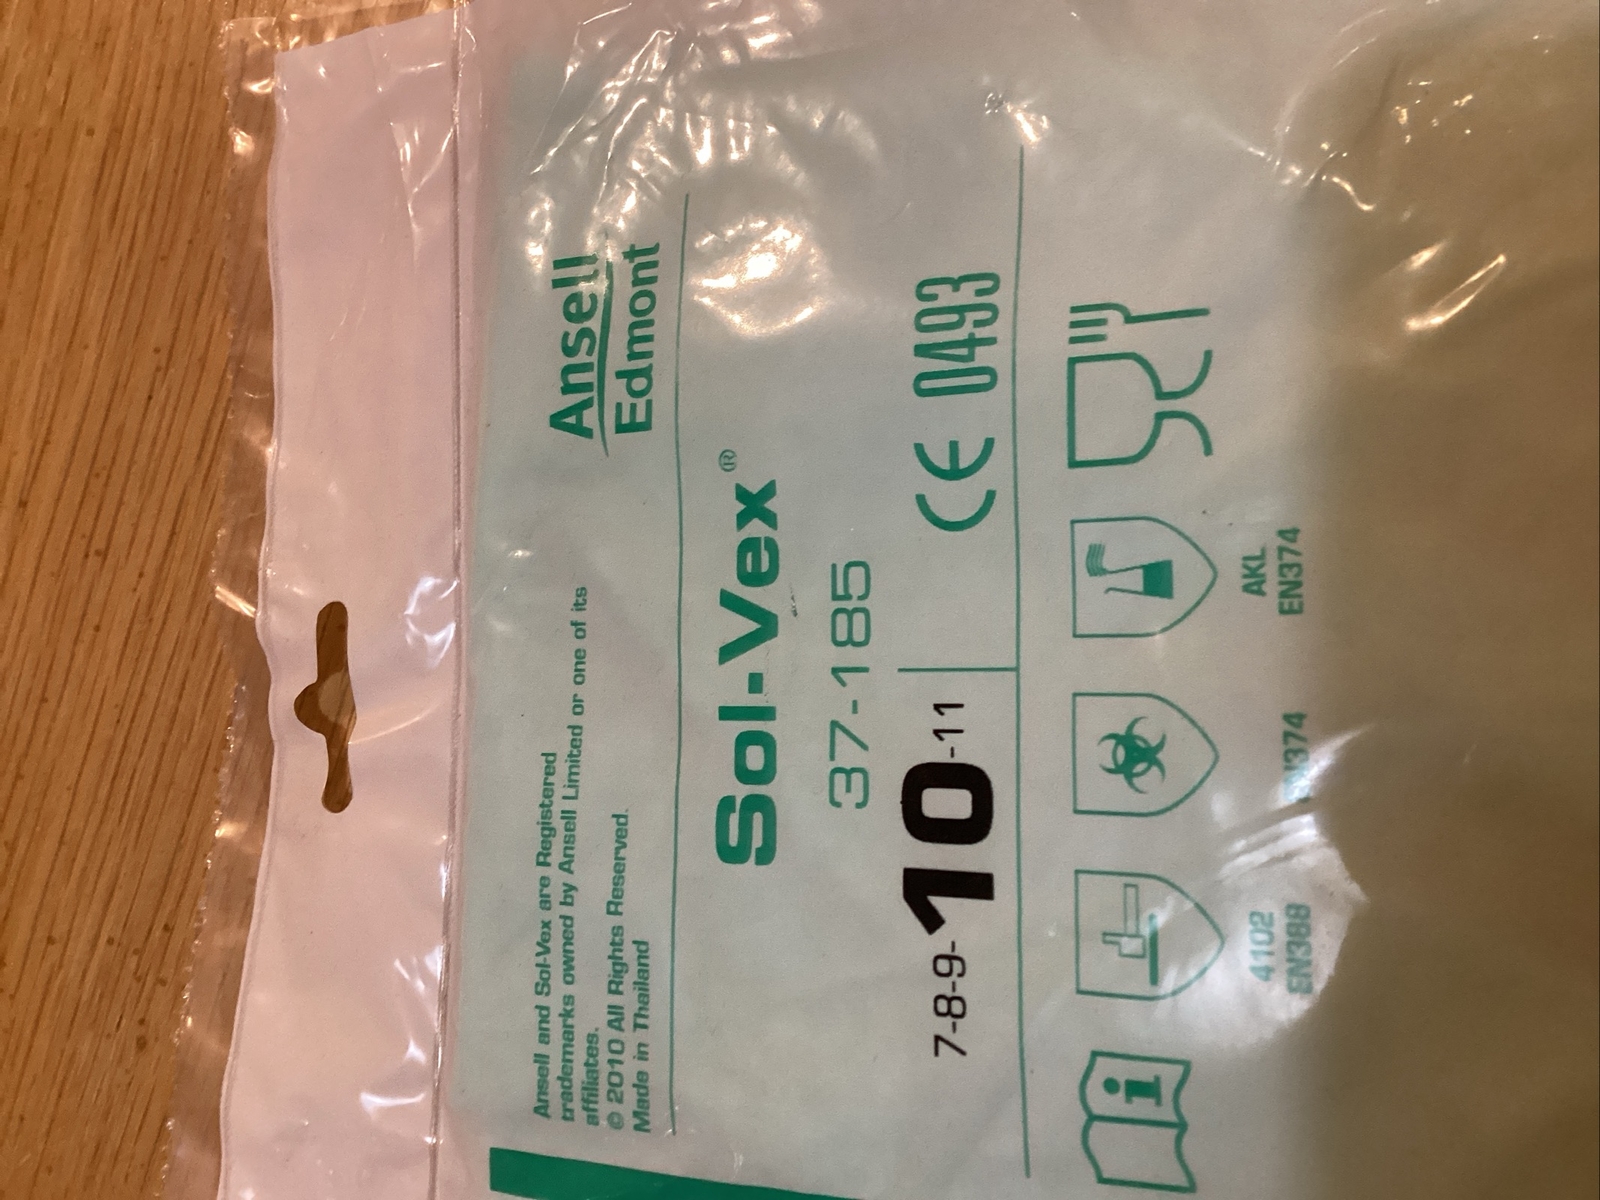 Ansell and Sol-Vex are Registered
trademarks owned by Ansell Limited or one of its
affiliates.
© 2010 All Rights Reserved.
Made in Thailand
Ansell
Edmont
Sol-Vex®
37-185
7-8-9-10-11
CE 0493
i
4102
EN388
EN374
AKL
EN374